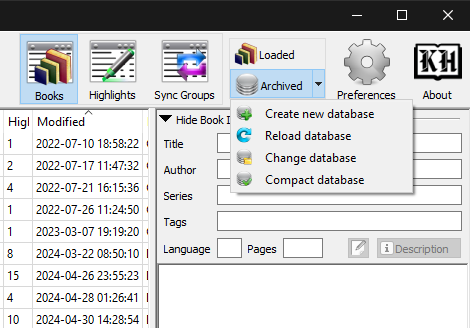 Loaded
Archived
Books
Highlights
Sync Groups
Preferences
KH
About
Create new database
Reload database
Change database
Compact database
Higl Modified
1 2022-07-10 18:58:22
2 2022-07-17 11:47:32
4 2022-07-21 16:15:36
1 2022-07-26 11:24:50
1 2023-03-07 19:19:20
8 2024-03-22 08:50:10
15 2024-04-26 23:55:23
4 2024-04-28 01:26:41
10 2024-04-30 14:28:54
Hide Book I
Title
Author
Series
Tags
Language
Pages
Description